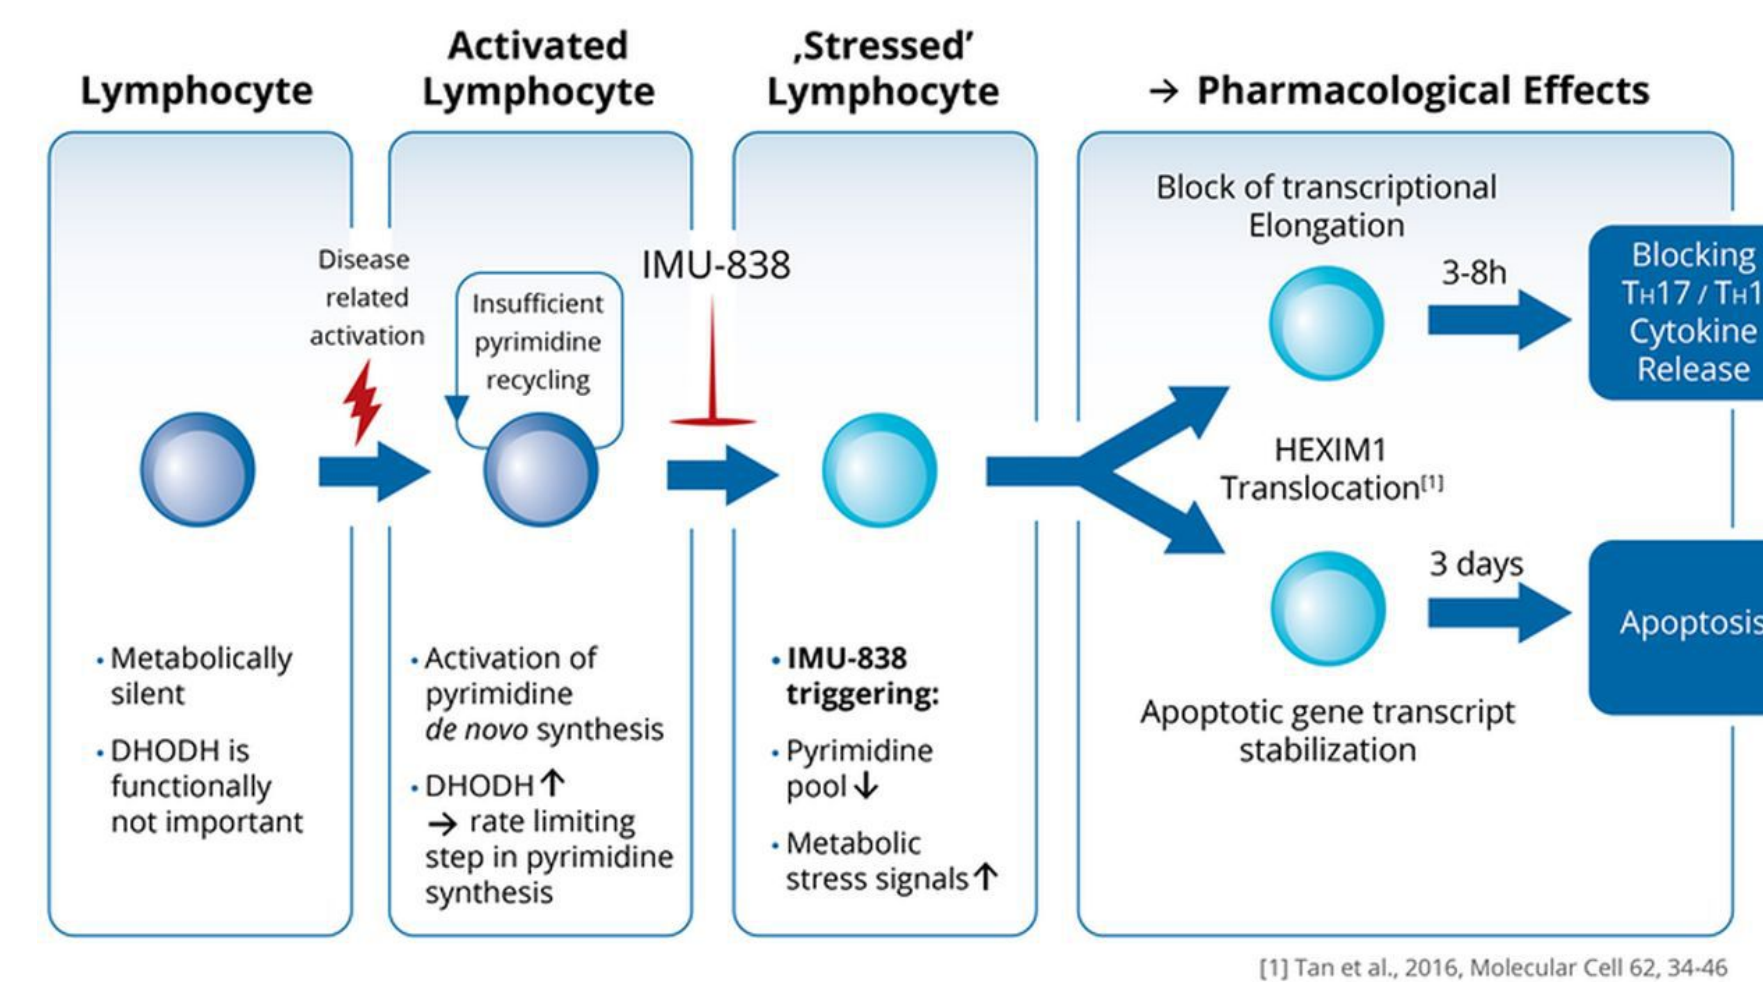 Lymphocyte
Activated
Lymphocyte
‚Stressed’
Lymphocyte
→ Pharmacological Effects
Disease
related
activation
Insufficient
pyrimidine
recycling
IMU-838
Block of transcriptional
Elongation
3-8h
Blocking
TH17 / TH1
Cytokine
Release
HEXIM1
Translocation[1]
3 days
Apoptosis
Apoptotic gene transcript
stabilization
• Metabolically
silent
• DHODH is
functionally
not important
• Activation of
pyrimidine
de novo synthesis
• DHODH ↑
→ rate limiting
step in pyrimidine
synthesis
• IMU-838
triggering:
• Pyrimidine
pool ↓
• Metabolic
stress signals ↑
[1] Tan et al., 2016, Molecular Cell 62, 34-46